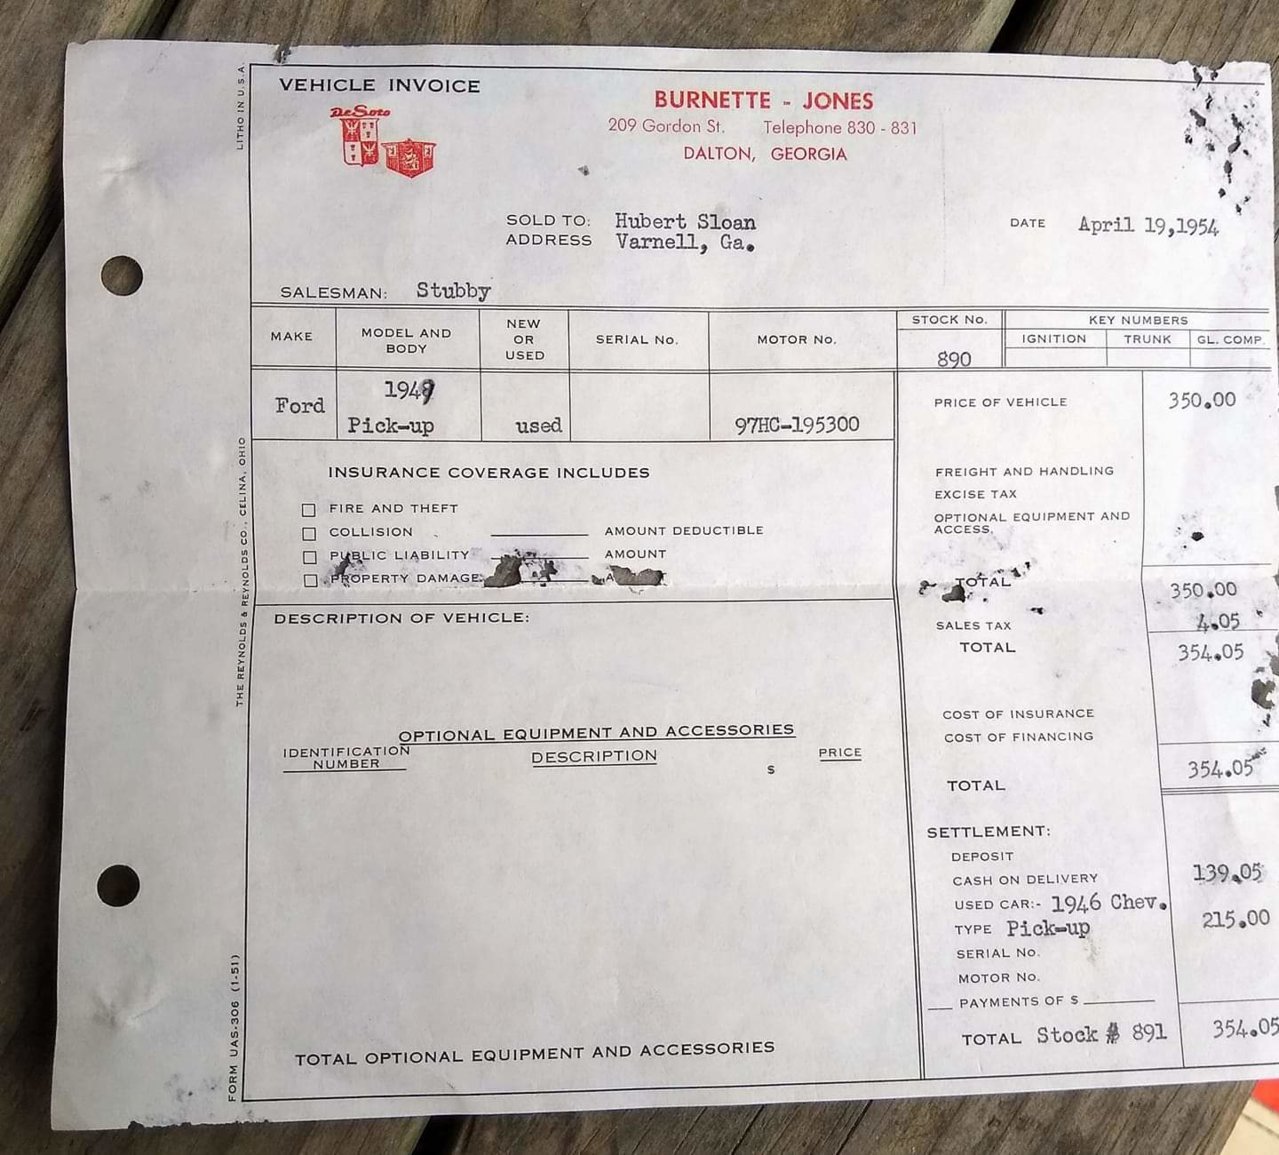 VEHICLE INVOICE
DeSoto
BURNETTE - JONES
209 Gordon St. Telephone 830 - 831
DALTON, GEORGIA
SOLD TO: Hubert Sloan
ADDRESS Varnell, Ga.
DATE April 19,1954
SALESMAN: Stubby
MAKE MODEL AND BODY NEW OR USED SERIAL No. MOTOR No. STOCK No. KEY NUMBERS
IGNITION TRUNK GL. COMP.
890
Ford 1949 Pick-up used 97HC-195300
PRICE OF VEHICLE 350.00
FREIGHT AND HANDLING
EXCISE TAX
OPTIONAL EQUIPMENT AND ACCESS.
TOTAL 350.00
SALES TAX 4.05
TOTAL 354.05
COST OF INSURANCE
COST OF FINANCING
TOTAL 354.05
SETTLEMENT:
DEPOSIT
CASH ON DELIVERY 139.05
USED CAR:- 1946 Chev.
TYPE Pick-up 215.00
SERIAL No.
MOTOR No.
PAYMENTS OF $
TOTAL Stock # 891 354.05
INSURANCE COVERAGE INCLUDES
FIRE AND THEFT
COLLISION AMOUNT DEDUCTIBLE
PUBLIC LIABILITY AMOUNT
PROPERTY DAMAGE
DESCRIPTION OF VEHICLE:
OPTIONAL EQUIPMENT AND ACCESSORIES
IDENTIFICATION NUMBER DESCRIPTION PRICE
$
TOTAL OPTIONAL EQUIPMENT AND ACCESSORIES
LITHO IN U.S.A.
THE REYNOLDS & REYNOLDS CO., CELINA, OHIO
FORM UAS-306 (1-51)